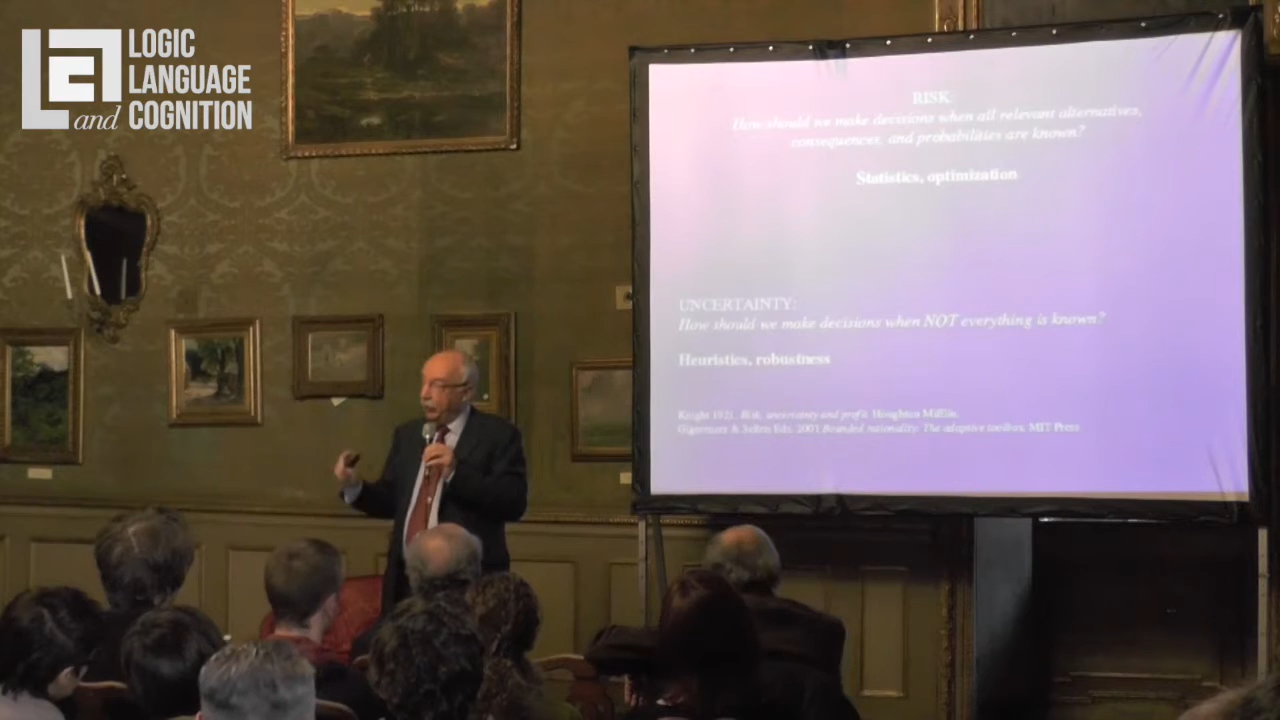 LOGIC
LANGUAGE
and COGNITION
RISK:
How should we make decisions when all relevant alternatives,
consequences, and probabilities are known?
Statistics, optimization
UNCERTAINTY:
How should we make decisions when NOT everything is known?
Heuristics, robustness
Knight 1921. Risk, uncertainty and profit. Houghton Mifflin.
Gigerenzer & Selten Eds. 2001 Bounded rationality: The adaptive toolbox. MIT Press